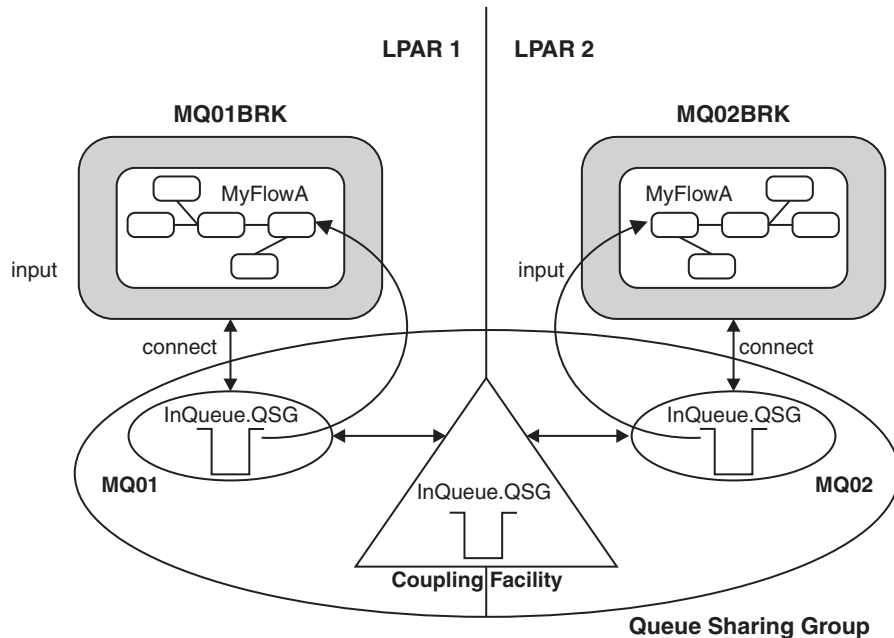 LPAR 1
LPAR 2
MQ01BRK
MQ02BRK
MyFlowA
MyFlowA
input
input
connect
connect
InQueue.QSG
InQueue.QSG
MQ01
MQ02
InQueue.QSG
Coupling Facility
Queue Sharing Group